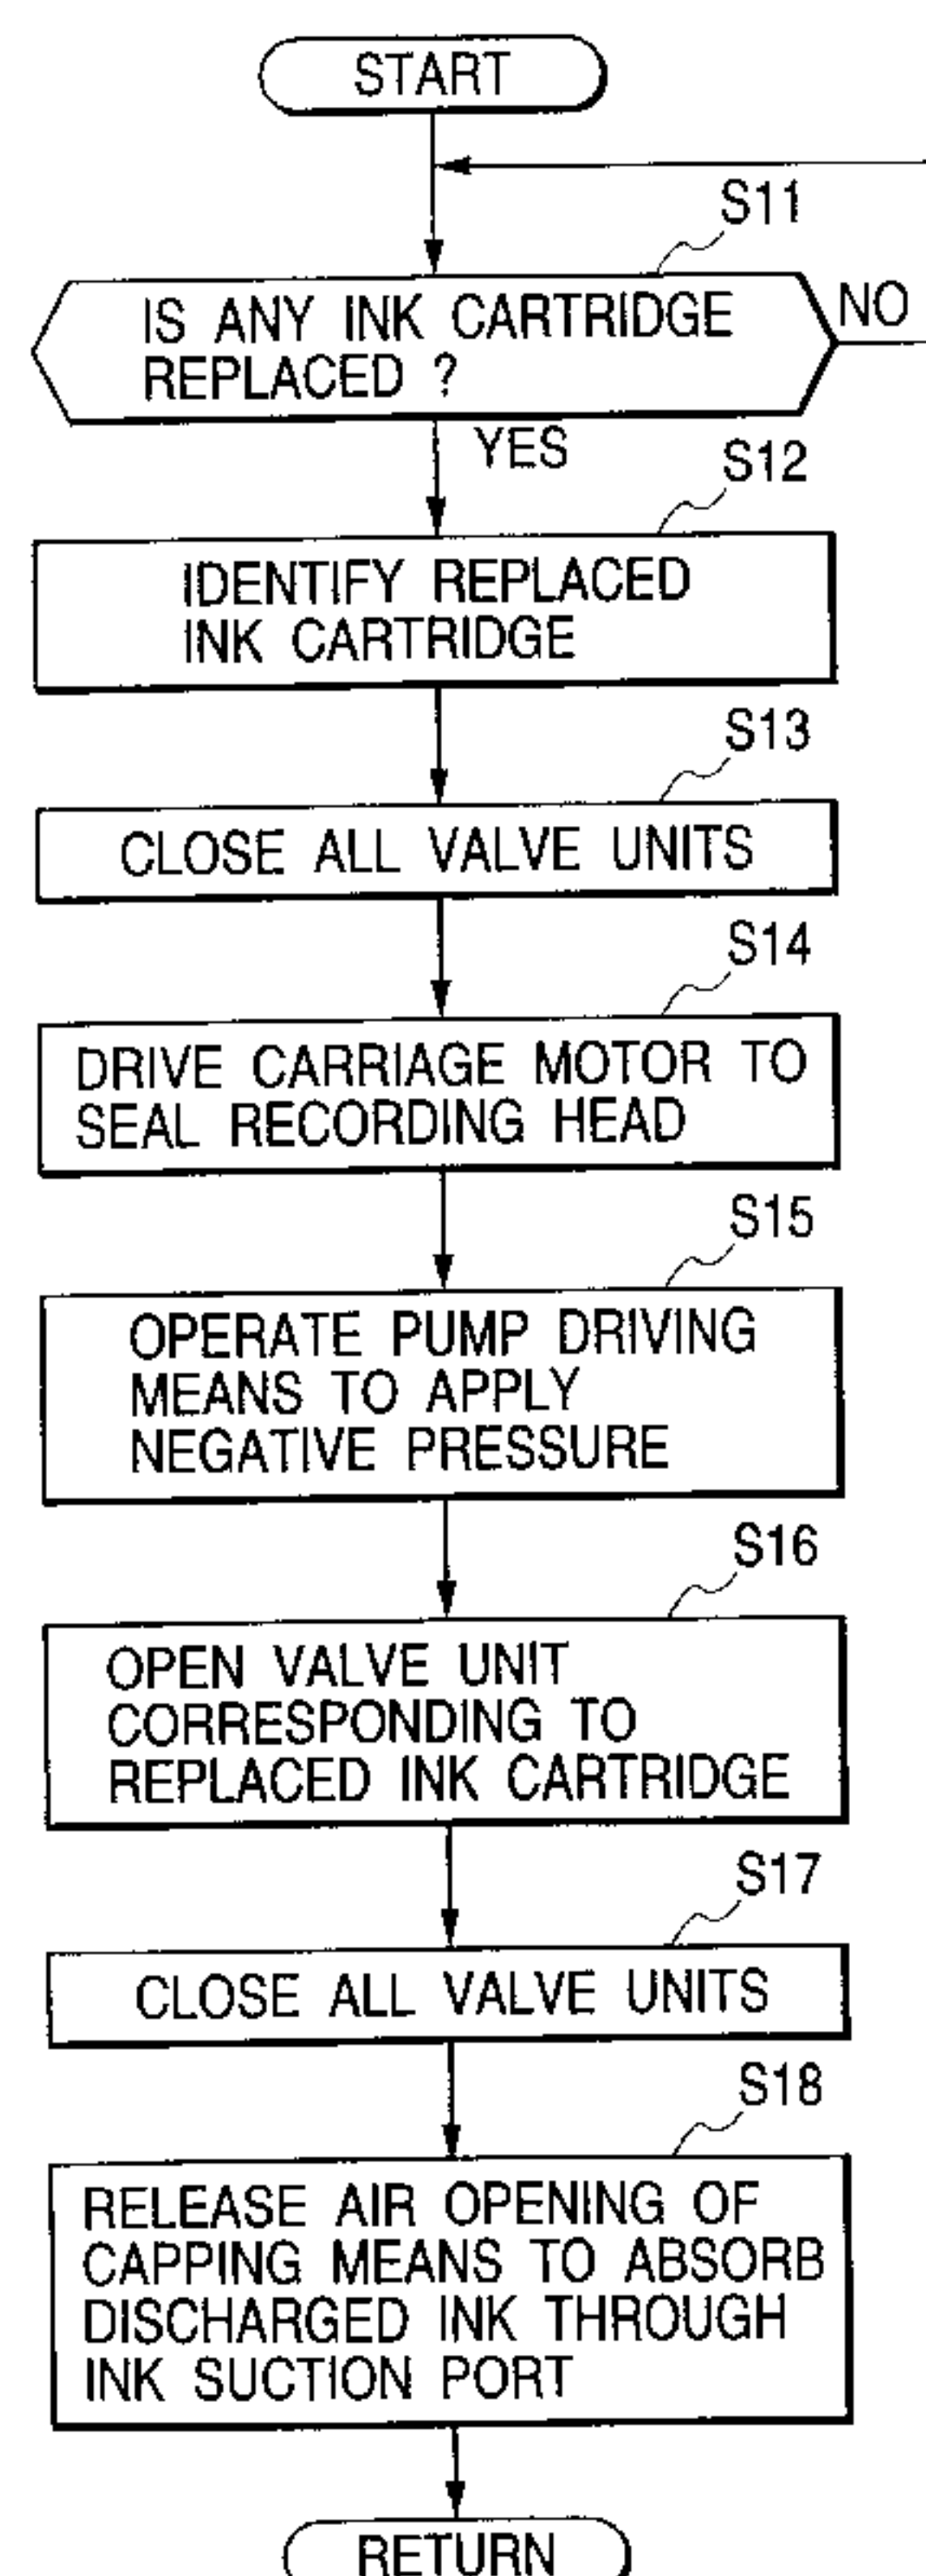 START
S11
IS ANY INK CARTRIDGE
REPLACED ?
NO
YES
S12
IDENTIFY REPLACED
INK CARTRIDGE
S13
CLOSE ALL VALVE UNITS
S14
DRIVE CARRIAGE MOTOR TO
SEAL RECORDING HEAD
S15
OPERATE PUMP DRIVING
MEANS TO APPLY
NEGATIVE PRESSURE
S16
OPEN VALVE UNIT
CORRESPONDING TO
REPLACED INK CARTRIDGE
S17
CLOSE ALL VALVE UNITS
S18
RELEASE AIR OPENING OF
CAPPING MEANS TO ABSORB
DISCHARGED INK THROUGH
INK SUCTION PORT
RETURN